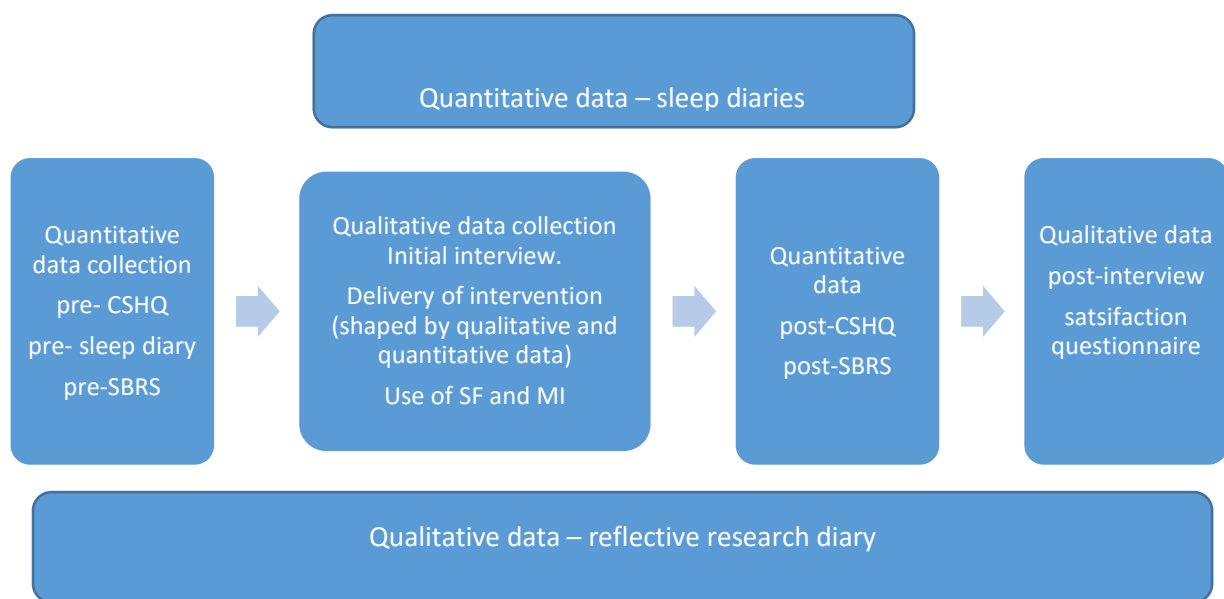 Quantitative data – sleep diaries
Quantitative
data collection
pre- CSHQ
pre- sleep diary
pre-SBRS
Qualitative data collection
Initial interview.
Delivery of intervention
(shaped by qualitative and
quantitative data)
Use of SF and MI
Quantitative
data
post-CSHQ
post-SBRS
Qualitative data
post-interview
satsifaction
questionnaire
Qualitative data – reflective research diary